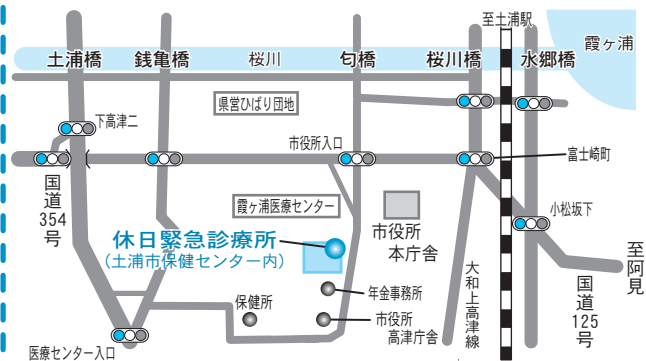 至土浦駅
霞ヶ浦
土浦橋
銭亀橋
桜川
匂橋
桜川橋
水郷橋
県営ひばり団地
下高津二
市役所入口
富士崎町
国道354号
霞ヶ浦医療センター
市役所
本庁舎
小松坂下
休日緊急診療所
(土浦市保健センター内)
至阿見
大和上高津線
国道125号
年金事務所
保健所
市役所
高津庁舎
医療センター入口